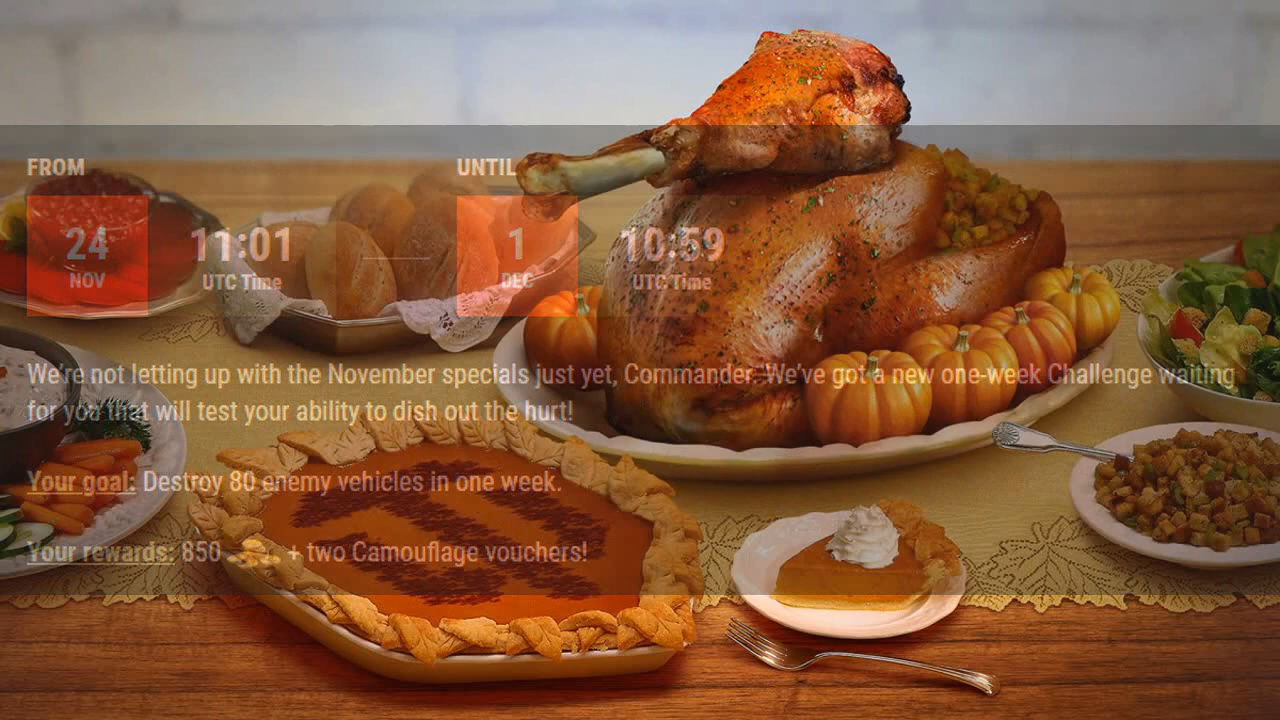 FROM
UNTIL
24
NOV
11:01
UTC Time
1
DEC
10:59
UTC Time
We're not letting up with the November specials just yet, Commander. We've got a new one-week Challenge waiting
for you that will test your ability to dish out the hurt!
Your goal: Destroy 80 enemy vehicles in one week.
Your rewards: 850 + two Camouflage vouchers!